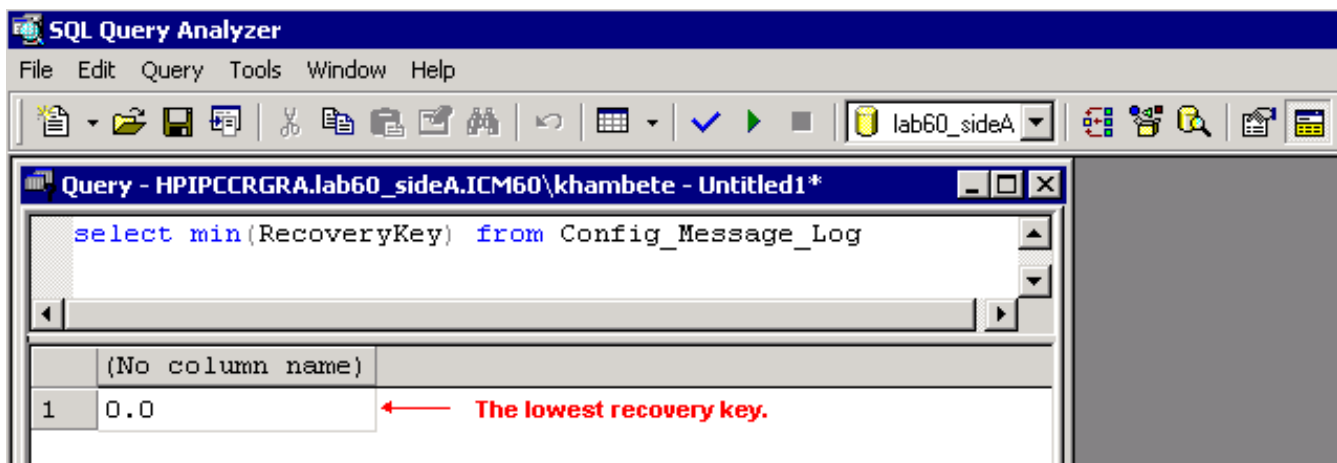 SQL Query Analyzer
File Edit Query Tools Window Help
lab60_sideA
Query - HPIPCCRGRA.lab60_sideA.ICM60\khambete - Untitled1*
select min(RecoveryKey) from Config_Message_Log
(No column name)
1 0.0 The lowest recovery key.